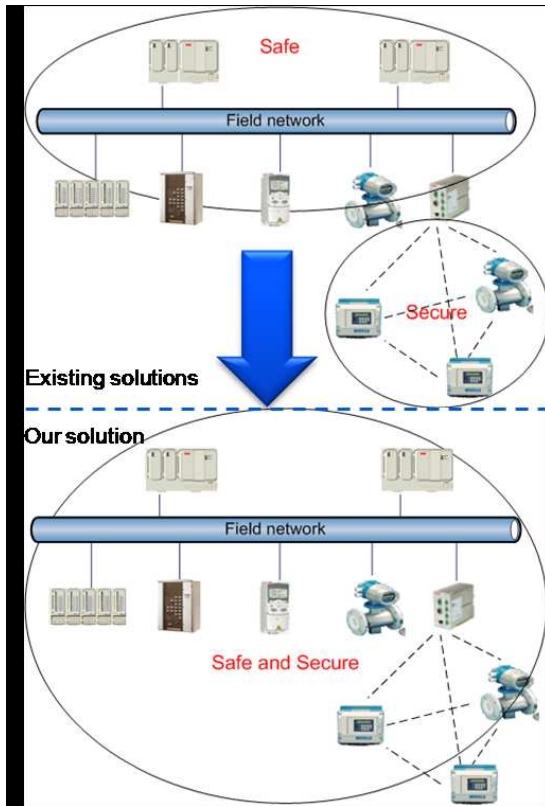 Safe
Field network
Secure
Existing solutions
Our solution
Field network
Safe and Secure